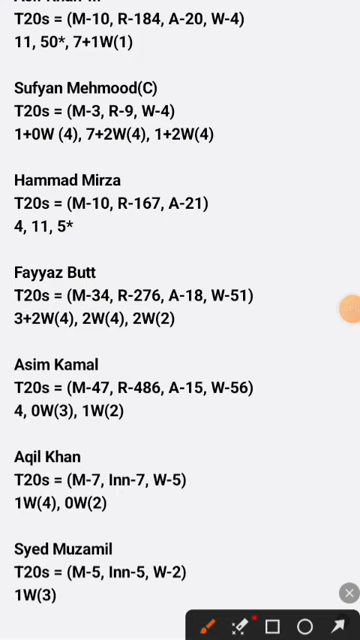 T20s = (M-10, R-184, A-20, W-4)
11, 50*, 7+1W(1)
Sufyan Mehmood(C)
T20s = (M-3, R-9, W-4)
1+0W (4), 7+2W(4), 1+2W(4)
Hammad Mirza
T20s = (M-10, R-167, A-21)
4, 11, 5*
Fayyaz Butt
T20s = (M-34, R-276, A-18, W-51)
3+2W(4), 2W(4), 2W(2)
Asim Kamal
T20s = (M-47, R-486, A-15, W-56)
4, 0W(3), 1W(2)
Aqil Khan
T20s = (M-7, Inn-7, W-5)
1W(4), 0W(2)
Syed Muzamil
T20s = (M-5, Inn-5, W-2)
1W(3)